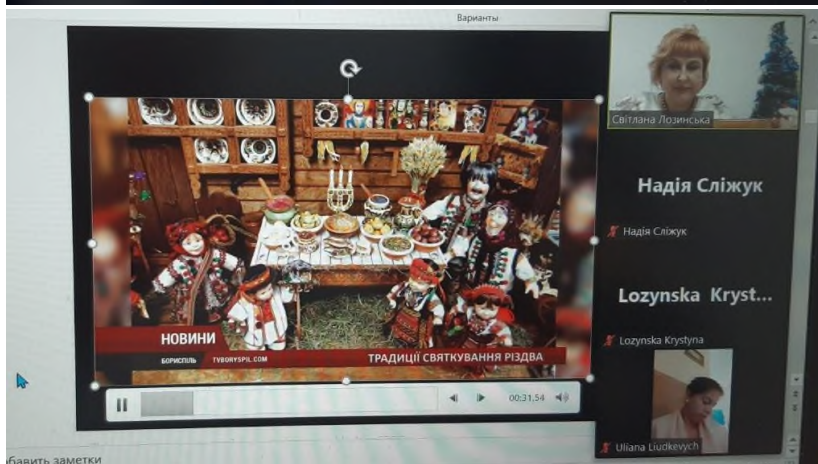 Варианты
НОВИНИ
БОРИСПІЛЬ TVBORYSPIL.COM
ТРАДИЦІЇ СВЯТКУВАННЯ РІЗДВА
00:31,54
обавить заметки
Світлана Лозинська
Надія Сліжук
Надія Сліжук
Lozynska Kryst...
Lozynska Krystyna
Uliana Liudkevych